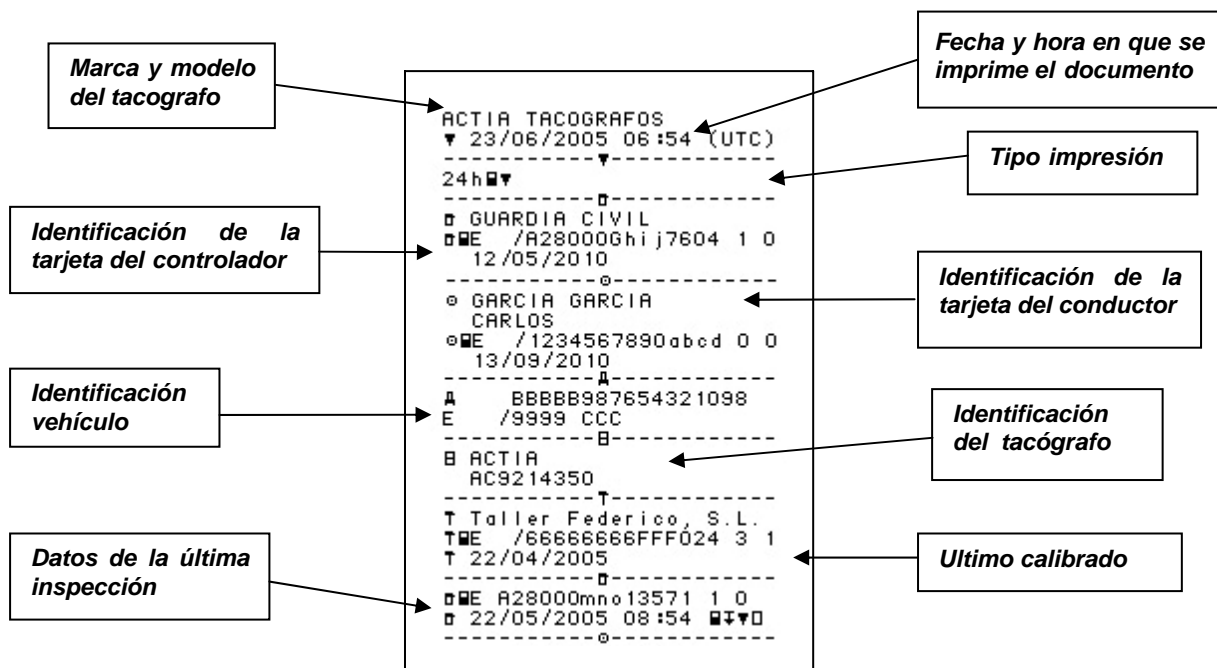 Marca y modelo
del tacografo
Fecha y hora en que se
imprime el documento
ACTIA TACOGRAFOS
▼ 23/06/2005 06:54 (UTC)
Tipo impresión
24h
Identificación de la
tarjeta del controlador
GUARDIA CIVIL
E /A28000Ghij7604 1 0
12/05/2010
Identificación de la
tarjeta del conductor
GARCIA GARCIA
CARLOS
E /1234567890abcd 0 0
13/09/2010
Identificación
vehículo
A BBBBB987654321098
E /9999 CCC
Identificación
del tacógrafo
ACTIA
AC9214350
T Taller Federico, S.L.
TE /66666666FFF024 3 1
T 22/04/2005
Ultimo calibrado
Datos de la última
inspección
E A28000mno13571 1 0
22/05/2005 08:54